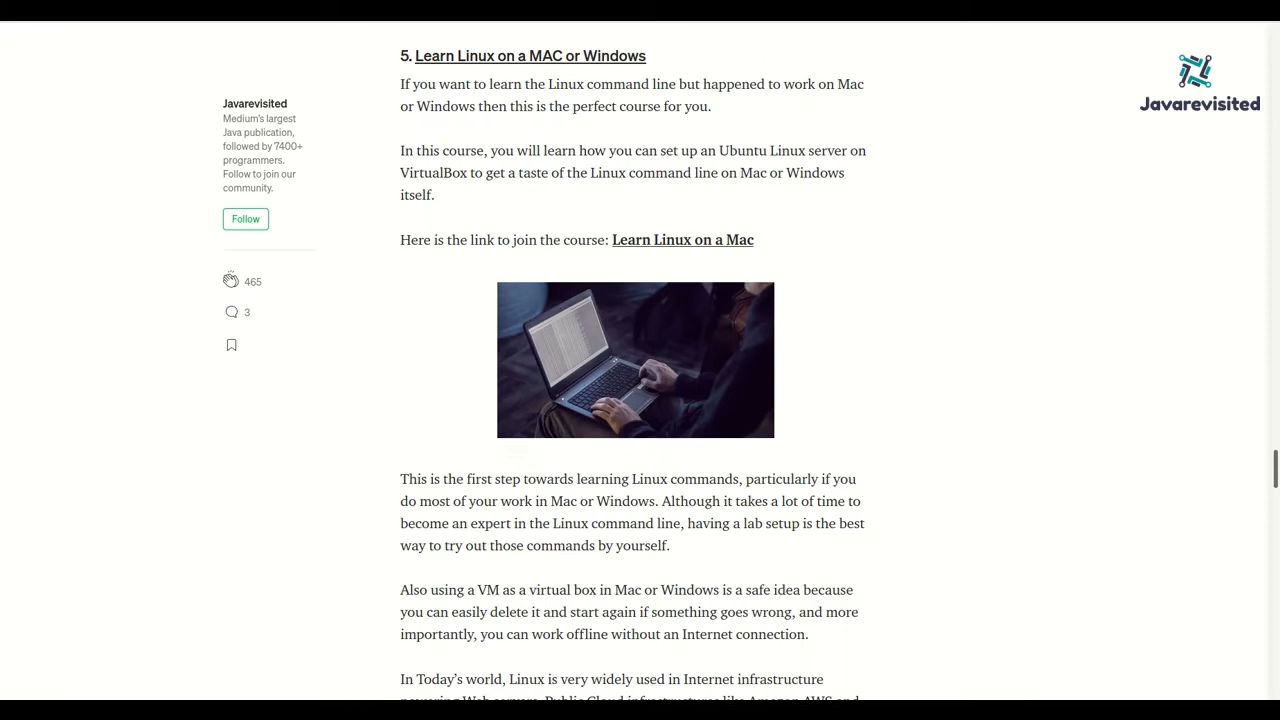 5. Learn Linux on a MAC or Windows
If you want to learn the Linux command line but happened to work on Mac
or Windows then this is the perfect course for you.
Javarevisited
Javarevisited
Medium's largest
Java publication,
followed by 7400+
programmers.
Follow to join our
community.
Follow
465
3
In this course, you will learn how you can set up an Ubuntu Linux server on
VirtualBox to get a taste of the Linux command line on Mac or Windows
itself.
Here is the link to join the course: Learn Linux on a Mac
This is the first step towards learning Linux commands, particularly if you
do most of your work in Mac or Windows. Although it takes a lot of time to
become an expert in the Linux command line, having a lab setup is the best
way to try out those commands by yourself.
Also using a VM as a virtual box in Mac or Windows is a safe idea because
you can easily delete it and start again if something goes wrong, and more
importantly, you can work offline without an Internet connection.
In Today's world, Linux is very widely used in Internet infrastructure
powering Web servers, Public Cloud infrastructures like Amazon AWS and